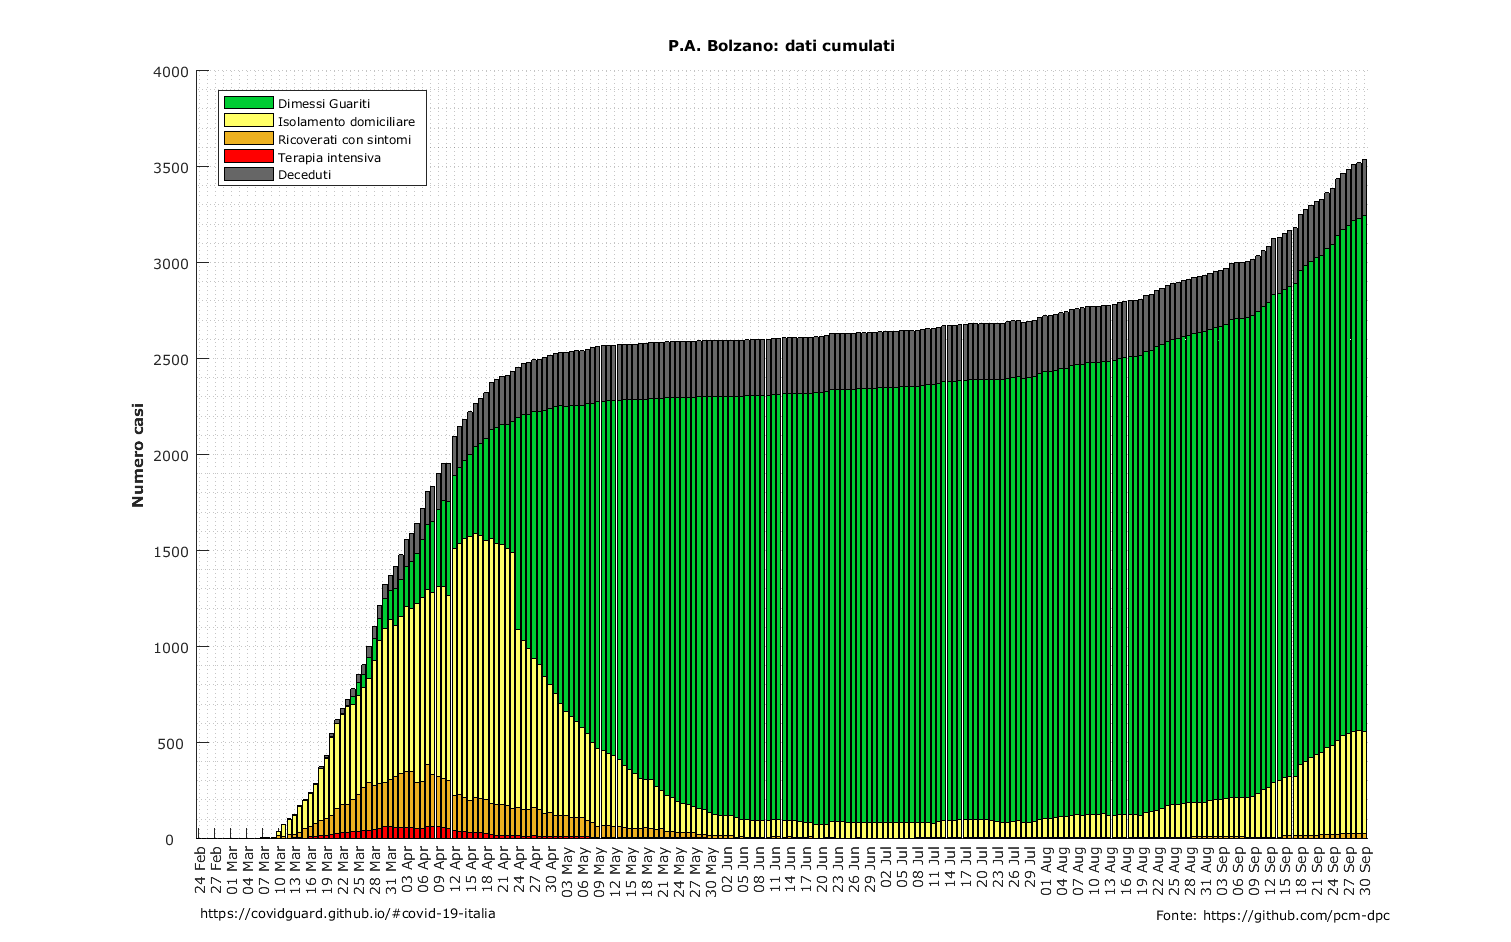 P.A. Bolzano: dati cumulati
4000
3500
3000
2500
2000
1500
1000
500
0
Numero casi
Dimessi Guariti
Isolamento domiciliare
Ricoverati con sintomi
Terapia intensiva
Deceduti
24 Feb
27 Feb
01 Mar
04 Mar
07 Mar
10 Mar
13 Mar
16 Mar
19 Mar
22 Mar
25 Mar
28 Mar
31 Mar
03 Apr
06 Apr
09 Apr
12 Apr
15 Apr
18 Apr
21 Apr
24 Apr
27 Apr
30 Apr
03 May
06 May
09 May
12 May
15 May
18 May
21 May
24 May
27 May
30 May
02 Jun
05 Jun
08 Jun
11 Jun
14 Jun
17 Jun
20 Jun
23 Jun
26 Jun
29 Jun
02 Jul
05 Jul
08 Jul
11 Jul
14 Jul
17 Jul
20 Jul
23 Jul
26 Jul
29 Jul
01 Aug
04 Aug
07 Aug
10 Aug
13 Aug
16 Aug
19 Aug
22 Aug
25 Aug
28 Aug
31 Aug
03 Sep
06 Sep
09 Sep
12 Sep
15 Sep
18 Sep
21 Sep
24 Sep
27 Sep
30 Sep
https://covidguard.github.io/#covid-19-italia
Fonte: https://github.com/pcm-dpc